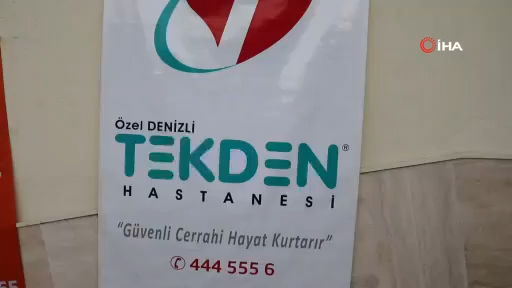 İHA
Özel DENİZLİ
TEKDEN®
HASTANESİ
"Güvenli Cerrahi Hayat Kurtarır"
444 555 6